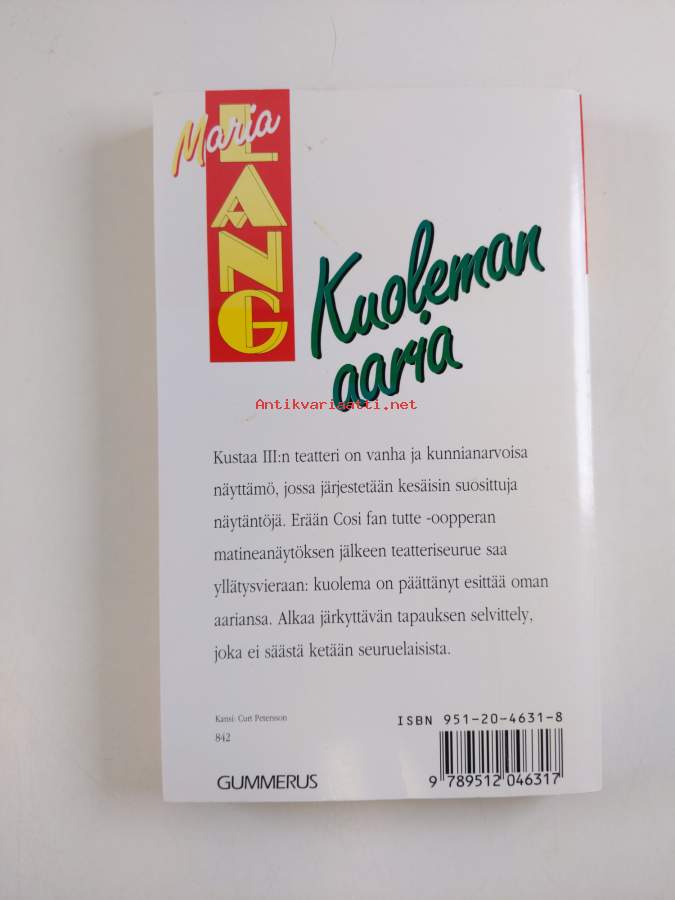 Maria
LANG
Kuoleman
aaria
Antikvariaatti.net
Kustaa III:n teatteri on vanha ja kunnianarvoisa
näyttämö, jossa järjestetään kesäisin suosittuja
näytäntöjä. Erään Cosi fan tutte -oopperan
matineanäytöksen jälkeen teatteriseurue saa
yllätysvieraan: kuolema on päättänyt esittää oman
aariansa. Alkaa järkyttävän tapauksen selvittely,
joka ei säästä ketään seuruelaisista.
Kansi: Curt Petersson
842
ISBN 951-20-4631-8
GUMMERUS
9 789512 046317